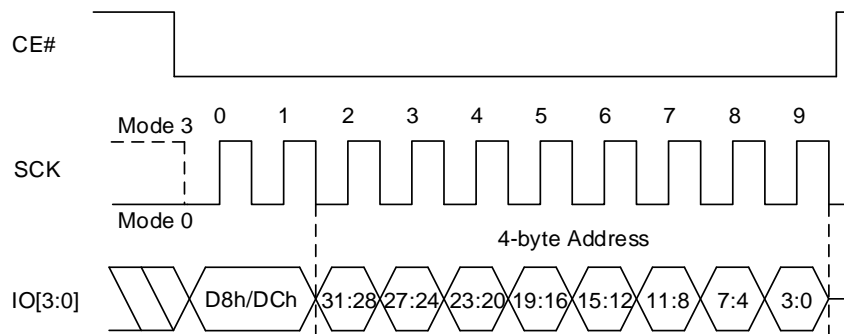 CE#
0 1 2 3 4 5 6 7 8 9
Mode 3
SCK
Mode 0
4-byte Address
IO[3:0] D8h/DCh 31:28 27:24 23:20 19:16 15:12 11:8 7:4 3:0